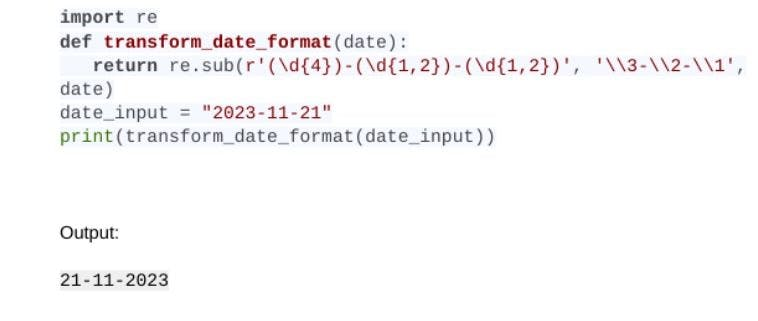 import re
def transform_date_format(date):
   return re.sub(r'(\d{4})-(\d{1,2})-(\d{1,2})', '\\3-\\2-\\1',
date)
date_input = "2023-11-21"
print(transform_date_format(date_input))
Output:
21-11-2023